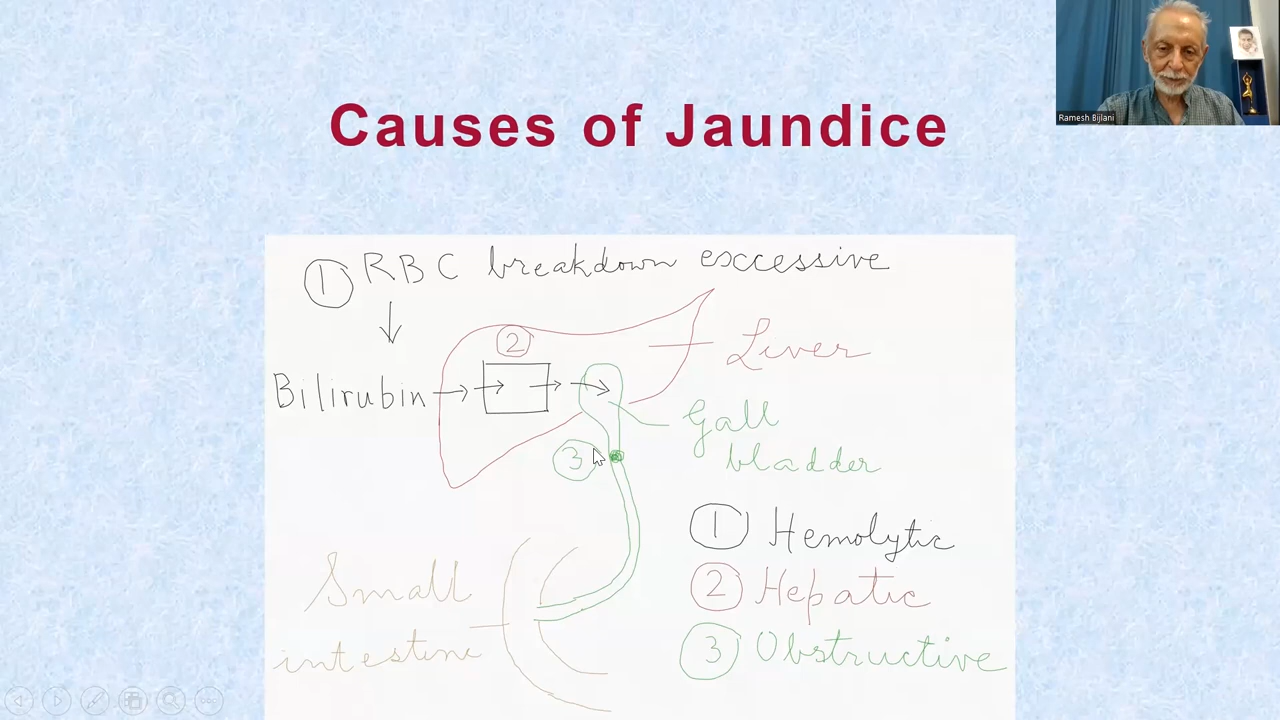 Causes of Jaundice
Ramesh Bijlani
① RBC breakdown excessive
②
Liver
Bilirubin
Gall
bladder
③
① Hemolytic
② Hepatic
③ Obstructive
Small
intestine